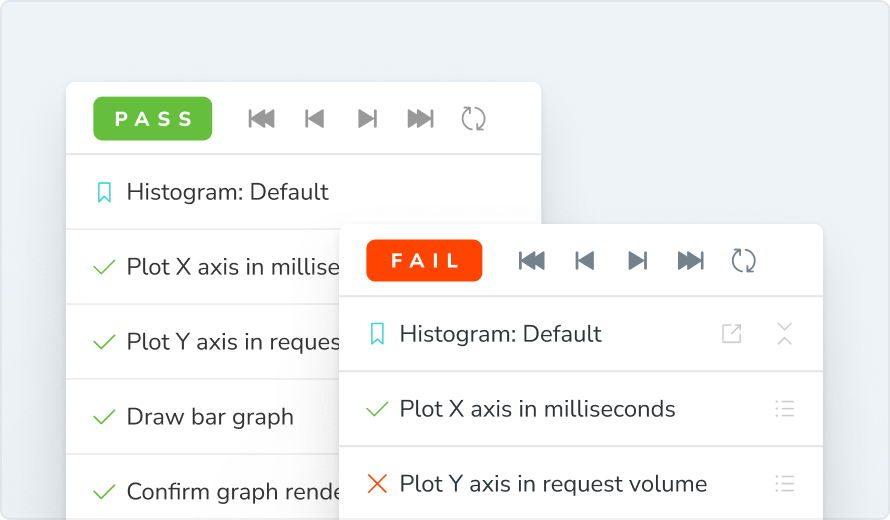 PASS
Histogram: Default
Plot X axis in millise
Plot Y axis in reques
Draw bar graph
Confirm graph rende
FAIL
Histogram: Default
Plot X axis in milliseconds
Plot Y axis in request volume